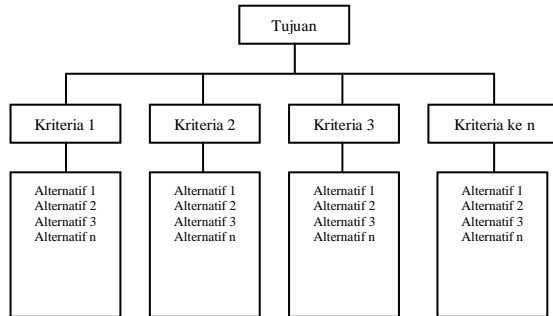 Tujuan
Kriteria 1
Kriteria 2
Kriteria 3
Kriteria ke n
Alternatif 1
Alternatif 2
Alternatif 3
Alternatif n
Alternatif 1
Alternatif 2
Alternatif 3
Alternatif n
Alternatif 1
Alternatif 2
Alternatif 3
Alternatif n
Alternatif 1
Alternatif 2
Alternatif 3
Alternatif n